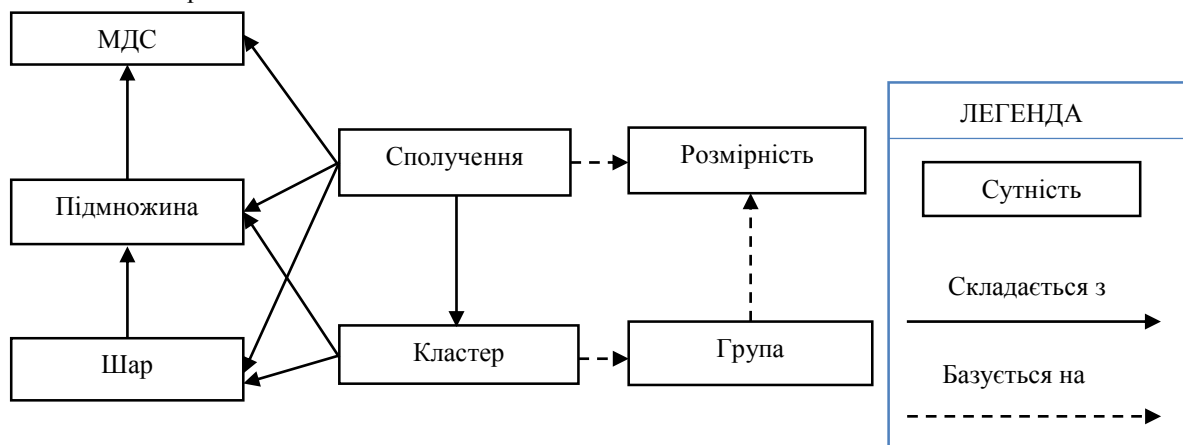 МДС
Сполучення
Розмірність
Підмножина
Шар
Кластер
Група
ЛЕГЕНДА
Сутність
Складається з
Базується на